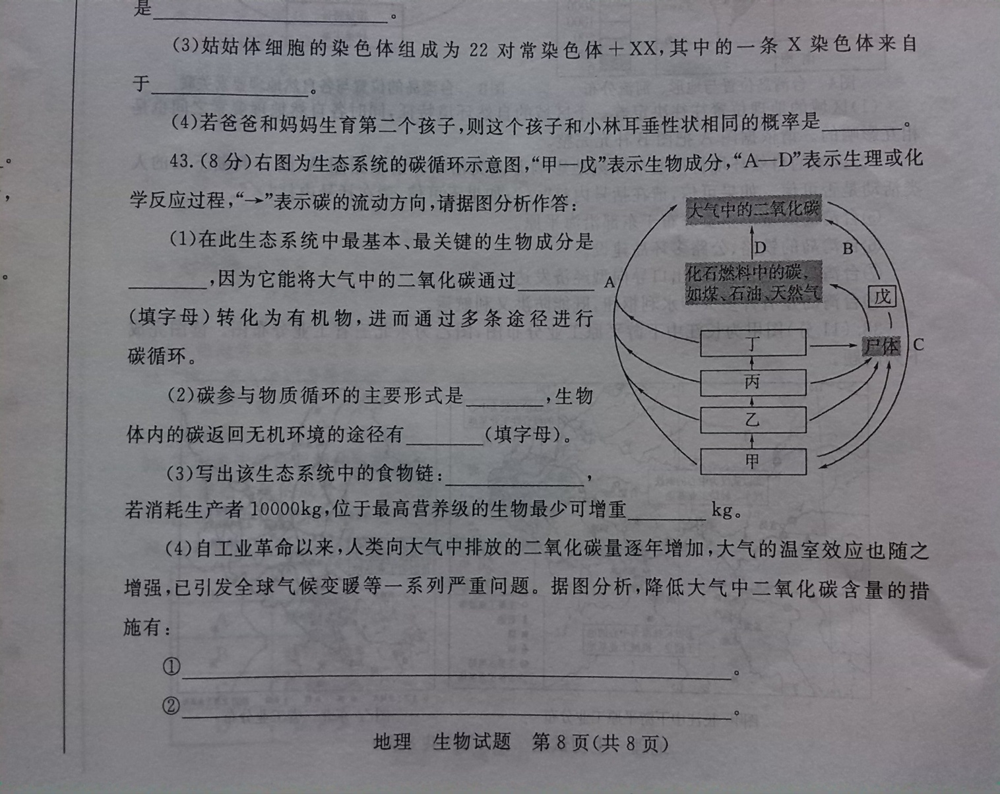 是____________。
(3)姑姑体细胞的染色体组成为 22 对常染色体＋XX,其中的一条 X 染色体来自
于____________。
(4)若爸爸和妈妈生育第二个孩子,则这个孩子和小林耳垂性状相同的概率是________。
43.(8 分)右图为生态系统的碳循环示意图,“甲—戊”表示生物成分,“A—D”表示生理或化
学反应过程,“→”表示碳的流动方向,请据图分析作答:
(1)在此生态系统中最基本、最关键的生物成分是
________,因为它能将大气中的二氧化碳通过________
(填字母)转化为有机物,进而通过多条途径进行
碳循环。
(2)碳参与物质循环的主要形式是________,生物
体内的碳返回无机环境的途径有________(填字母)。
(3)写出该生态系统中的食物链:____________,
大气中的二氧化碳
D
B
化石燃料中的碳,
如煤、石油、天然气
A
戊
丁
尸体
C
丙
乙
甲
若消耗生产者 10000kg,位于最高营养级的生物最少可增重________ kg。
(4)自工业革命以来,人类向大气中排放的二氧化碳量逐年增加,大气的温室效应也随之
增强,已引发全球气候变暖等一系列严重问题。据图分析,降低大气中二氧化碳含量的措
施有:
①____________。
②____________。
地理　生物试题　第 8 页(共 8 页)